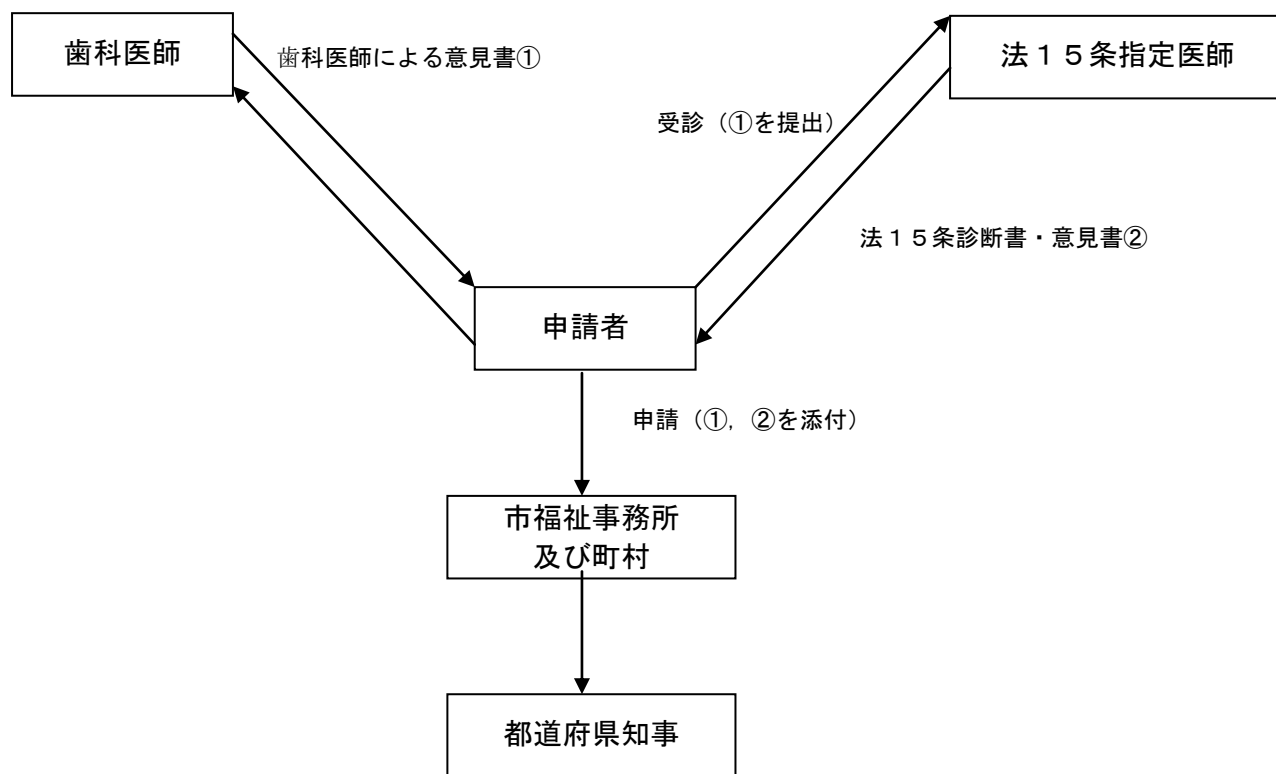 歯科医師
歯科医師による意見書①
法１５条指定医師
受診（①を提出）
法１５条診断書・意見書②
申請者
申請（①，②を添付）
市福祉事務所
及び町村
都道府県知事